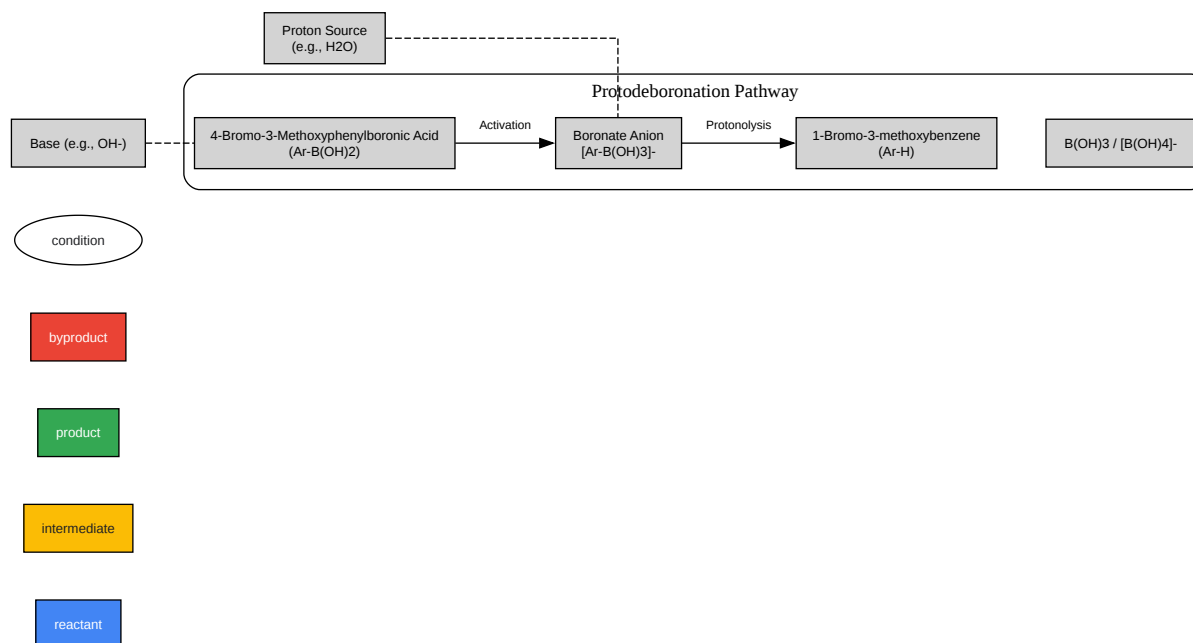 Proton Source
(e.g., H2O)
Protodeboronation Pathway
Base (e.g., OH-)
4-Bromo-3-Methoxyphenylboronic Acid
(Ar-B(OH)2)
Activation
Boronate Anion
[Ar-B(OH)3]-
Protonolysis
1-Bromo-3-methoxybenzene
(Ar-H)
B(OH)3 / [B(OH)4]-
condition
byproduct
product
intermediate
reactant